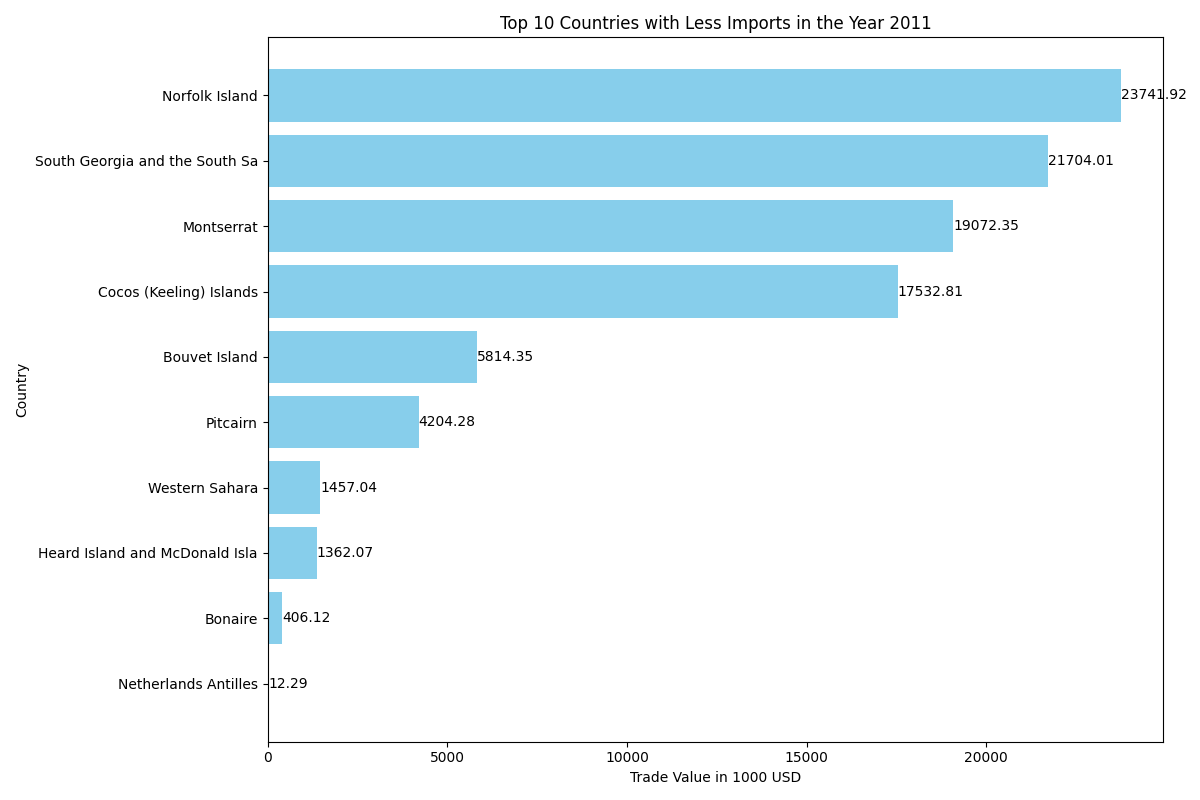 Top 10 Countries with Less Imports in the Year 2011
Norfolk Island 23741.92
South Georgia and the South Sa 21704.01
Montserrat 19072.35
Cocos (Keeling) Islands 17532.81
Bouvet Island 5814.35
Pitcairn 4204.28
Western Sahara 1457.04
Heard Island and McDonald Isla 1362.07
Bonaire 406.12
Netherlands Antilles 12.29
Country
0 5000 10000 15000 20000
Trade Value in 1000 USD